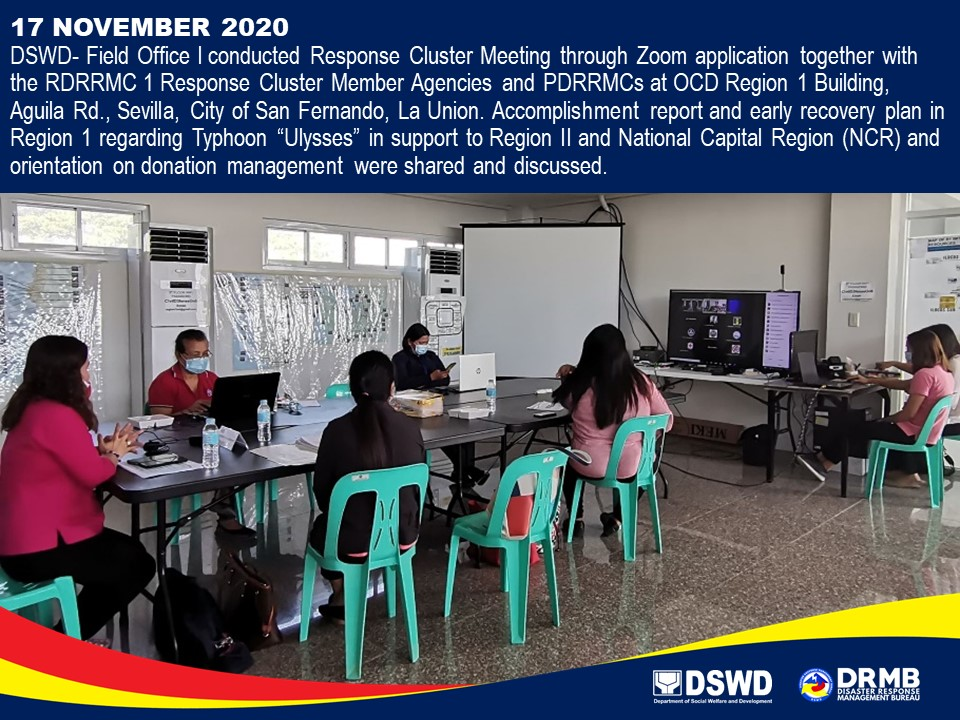 17 NOVEMBER 2020
DSWD- Field Office I conducted Response Cluster Meeting through Zoom application together with
the RDRRMC 1 Response Cluster Member Agencies and PDRRMCs at OCD Region 1 Building,
Aguila Rd., Sevilla, City of San Fernando, La Union. Accomplishment report and early recovery plan in
Region 1 regarding Typhoon “Ulysses” in support to Region II and National Capital Region (NCR) and
orientation on donation management were shared and discussed.
MEKI
DSWD
Department of Social Welfare and Development
DRMB
DISASTER RESPONSE
MANAGEMENT BUREAU